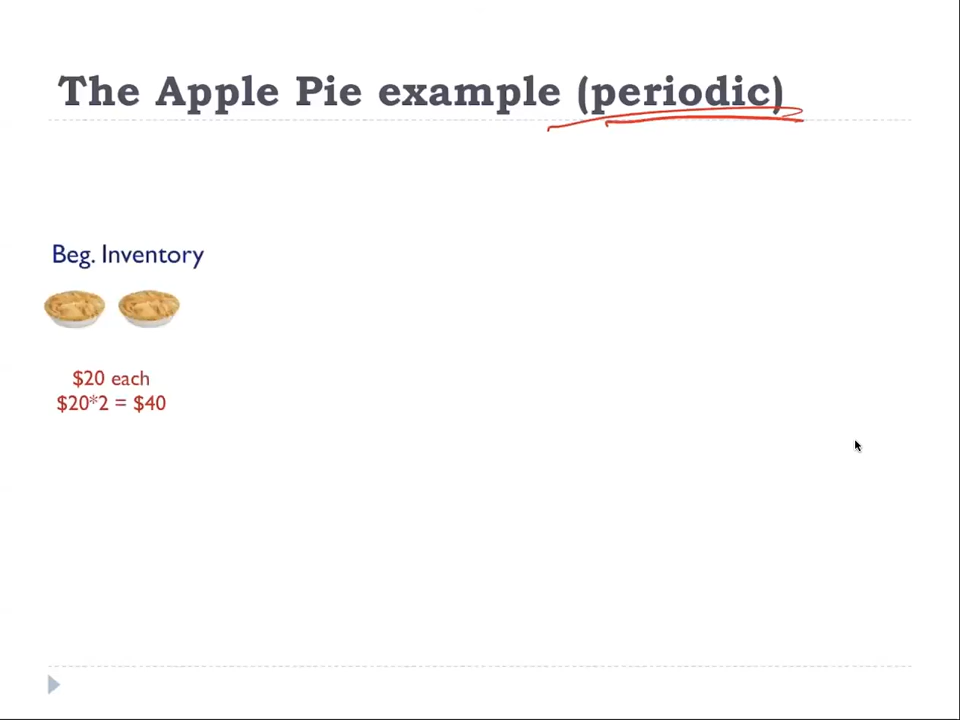 The Apple Pie example (periodic)
Beg. Inventory
$20 each
$20*2 = $40